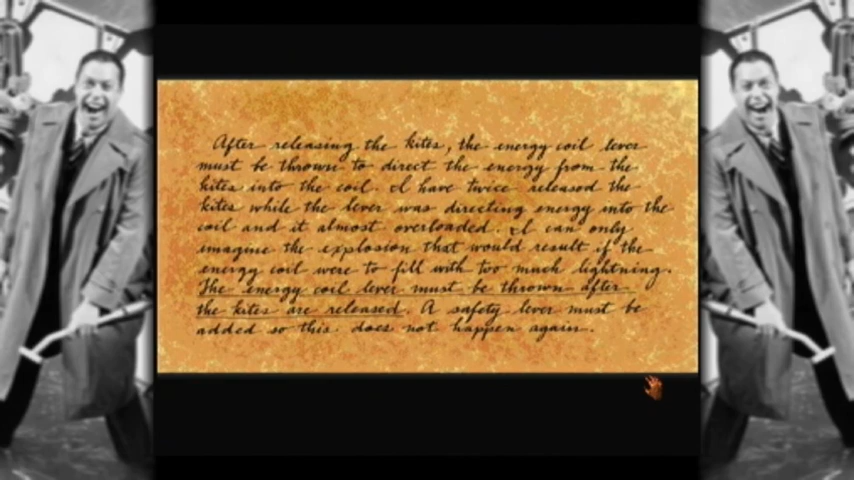 After releasing the kites, the energy coil lever
must be thrown to direct the energy from the
kites into the coil. I have twice released the
kites while the lever was directing energy into the
coil and it almost overloaded. I can only
imagine the explosion that would result if the
energy coil were to fill with too much lightning.
The energy coil lever must be thrown after
the kites are released. A safety lever must be
added so this does not happen again.